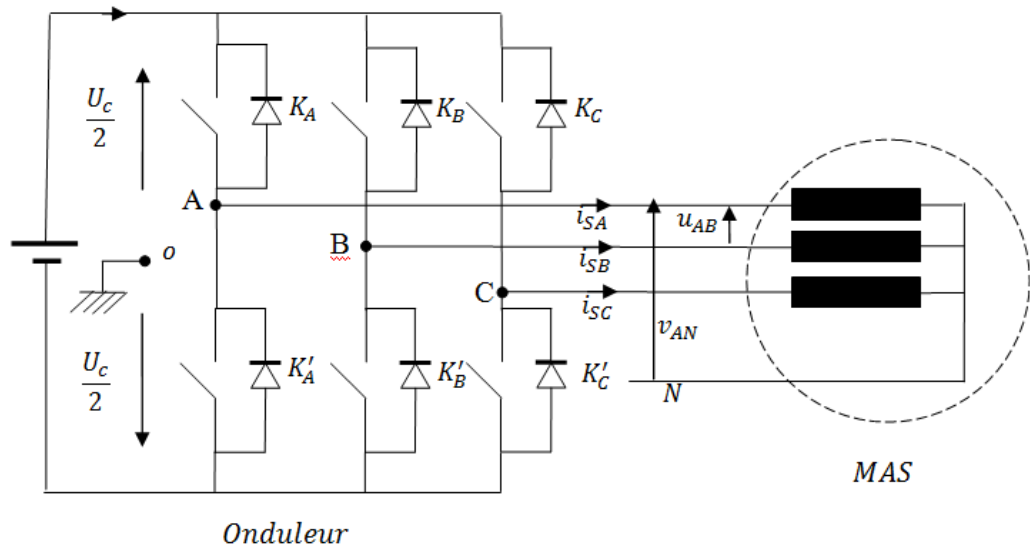 U_c/2
K_A
K_B
K_C
A
i_SA
u_AB
B
i_SB
o
C
i_SC
v_AN
U_c/2
K'_A
K'_B
K'_C
N
MAS
Onduleur